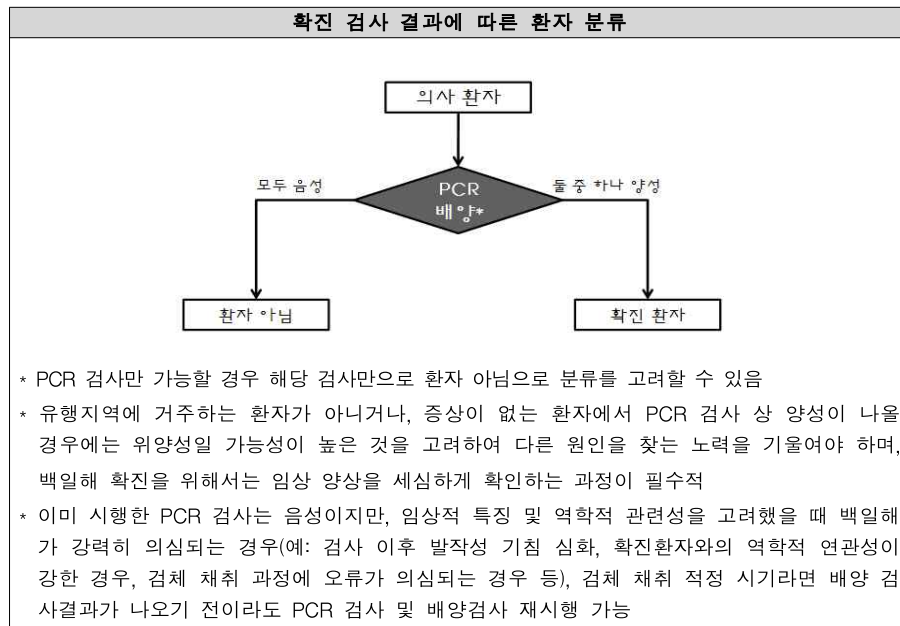 확진 검사 결과에 따른 환자 분류
의사 환자
모두 음성
PCR
배양*
둘 중 하나 양성
환자 아님
확진 환자
* PCR 검사만 가능할 경우 해당 검사만으로 환자 아님으로 분류를 고려할 수 있음
* 유행지역에 거주하는 환자가 아니거나, 증상이 없는 환자에서 PCR 검사 상 양성이 나올
경우에는 위양성일 가능성이 높은 것을 고려하여 다른 원인을 찾는 노력을 기울여야 하며,
백일해 확진을 위해서는 임상 양상을 세심하게 확인하는 과정이 필수적
* 이미 시행한 PCR 검사는 음성이지만, 임상적 특징 및 역학적 관련성을 고려했을 때 백일해
가 강력히 의심되는 경우(예: 검사 이후 발작성 기침 심화, 확진환자와의 역학적 연관성이
강한 경우, 검체 채취 과정에 오류가 의심되는 경우 등), 검체 채취 적정 시기라면 배양 검
사결과가 나오기 전이라도 PCR 검사 및 배양검사 재시행 가능